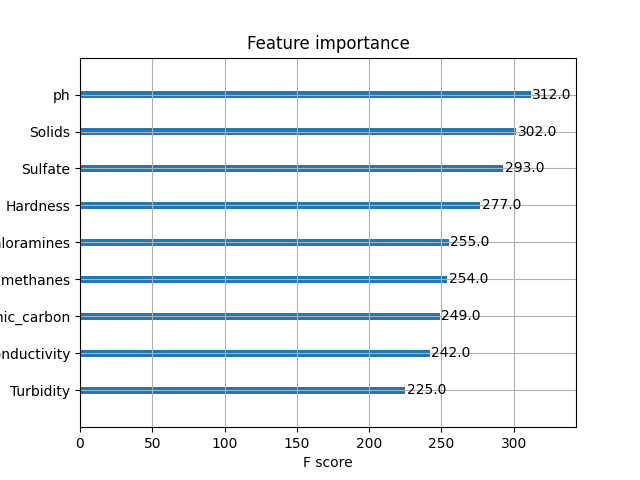 Feature importance
ph
312.0
Solids
302.0
Sulfate
293.0
Hardness
277.0
loramines
255.0
methanes
254.0
nic_carbon
249.0
onductivity
242.0
Turbidity
225.0
0 50 100 150 200 250 300
F score